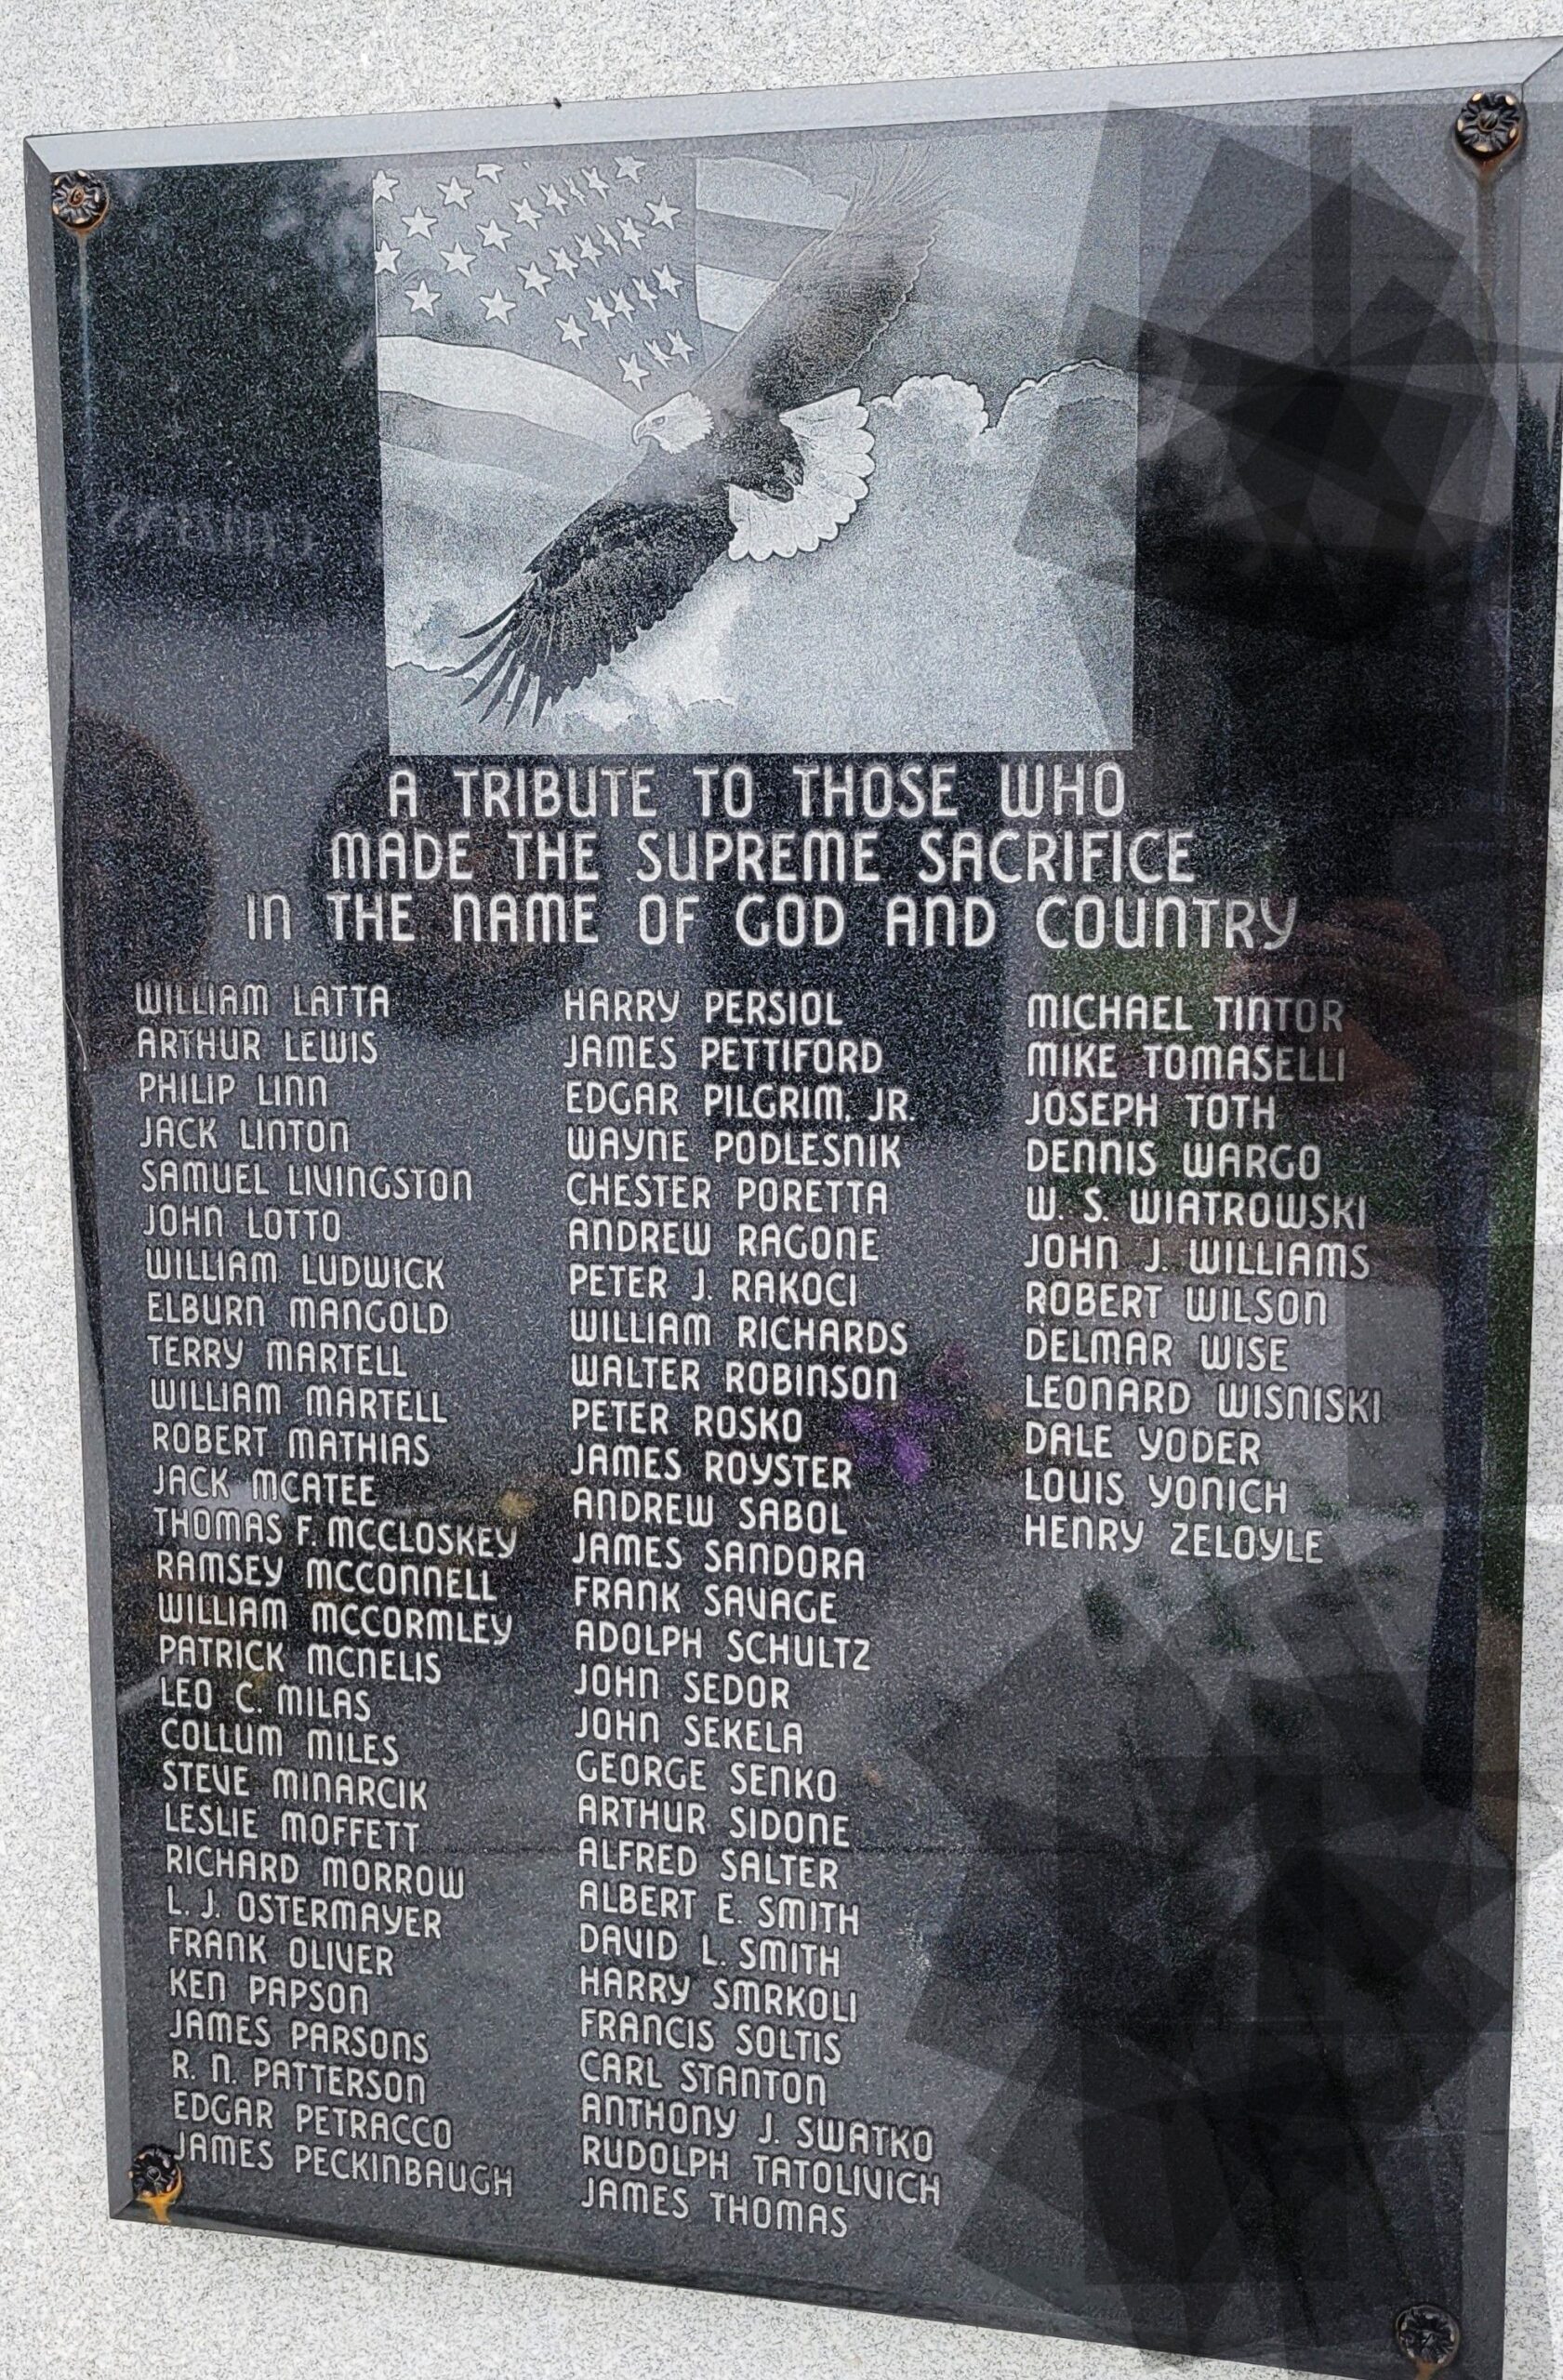 A TRIBUTE TO THOSE WHO
MADE THE SUPREME SACRIFICE
IN THE NAME OF GOD AND COUNTRY
WILLIAM LATTA
ARTHUR LEWIS
PHILIP LINN
JACK LINTON
SAMUEL LIVINGSTON
JOHN LOTTO
WILLIAM LUDWICK
ELBURN MANGOLD
TERRY MARTELL
WILLIAM MARTELL
ROBERT MATHIAS
JACK MCATEE
THOMAS F. MCCLOSKEY
RAMSEY MCCONNELL
WILLIAM MCCORMLEY
PATRICK MCNELIS
LEO C. MILAS
COLLUM MILES
STEVE MINARCIK
LESLIE MOFFETT
RICHARD MORROW
L. J. OSTERMAYER
FRANK OLIVER
KEN PAPSON
JAMES PARSONS
R. N. PATTERSON
EDGAR PETRACCO
JAMES PECKINBAUGH
HARRY PERSIOL
JAMES PETTIFORD
EDGAR PILGRIM, JR.
WAYNE PODLESNIK
CHESTER PORETTA
ANDREW RAGONE
PETER J. RAKOCI
WILLIAM RICHARDS
WALTER ROBINSON
PETER ROSKO
JAMES ROYSTER
ANDREW SABOL
JAMES SANDORA
FRANK SAVAGE
ADOLPH SCHULTZ
JOHN SEDOR
JOHN SEKELA
GEORGE SENKO
ARTHUR SIDONE
ALFRED SALTER
ALBERT E. SMITH
DAVID L. SMITH
HARRY SMRKOLI
FRANCIS SOLTIS
CARL STANTON
ANTHONY J. SWATKO
RUDOLPH TATOLIVICH
JAMES THOMAS
MICHAEL TINTOR
MIKE TOMASELLI
JOSEPH TOTH
DENNIS WARGO
W. S. WIATROWSKI
JOHN J. WILLIAMS
ROBERT WILSON
DELMAR WISE
LEONARD WISNISKI
DALE YODER
LOUIS YONICH
HENRY ZELOYLE